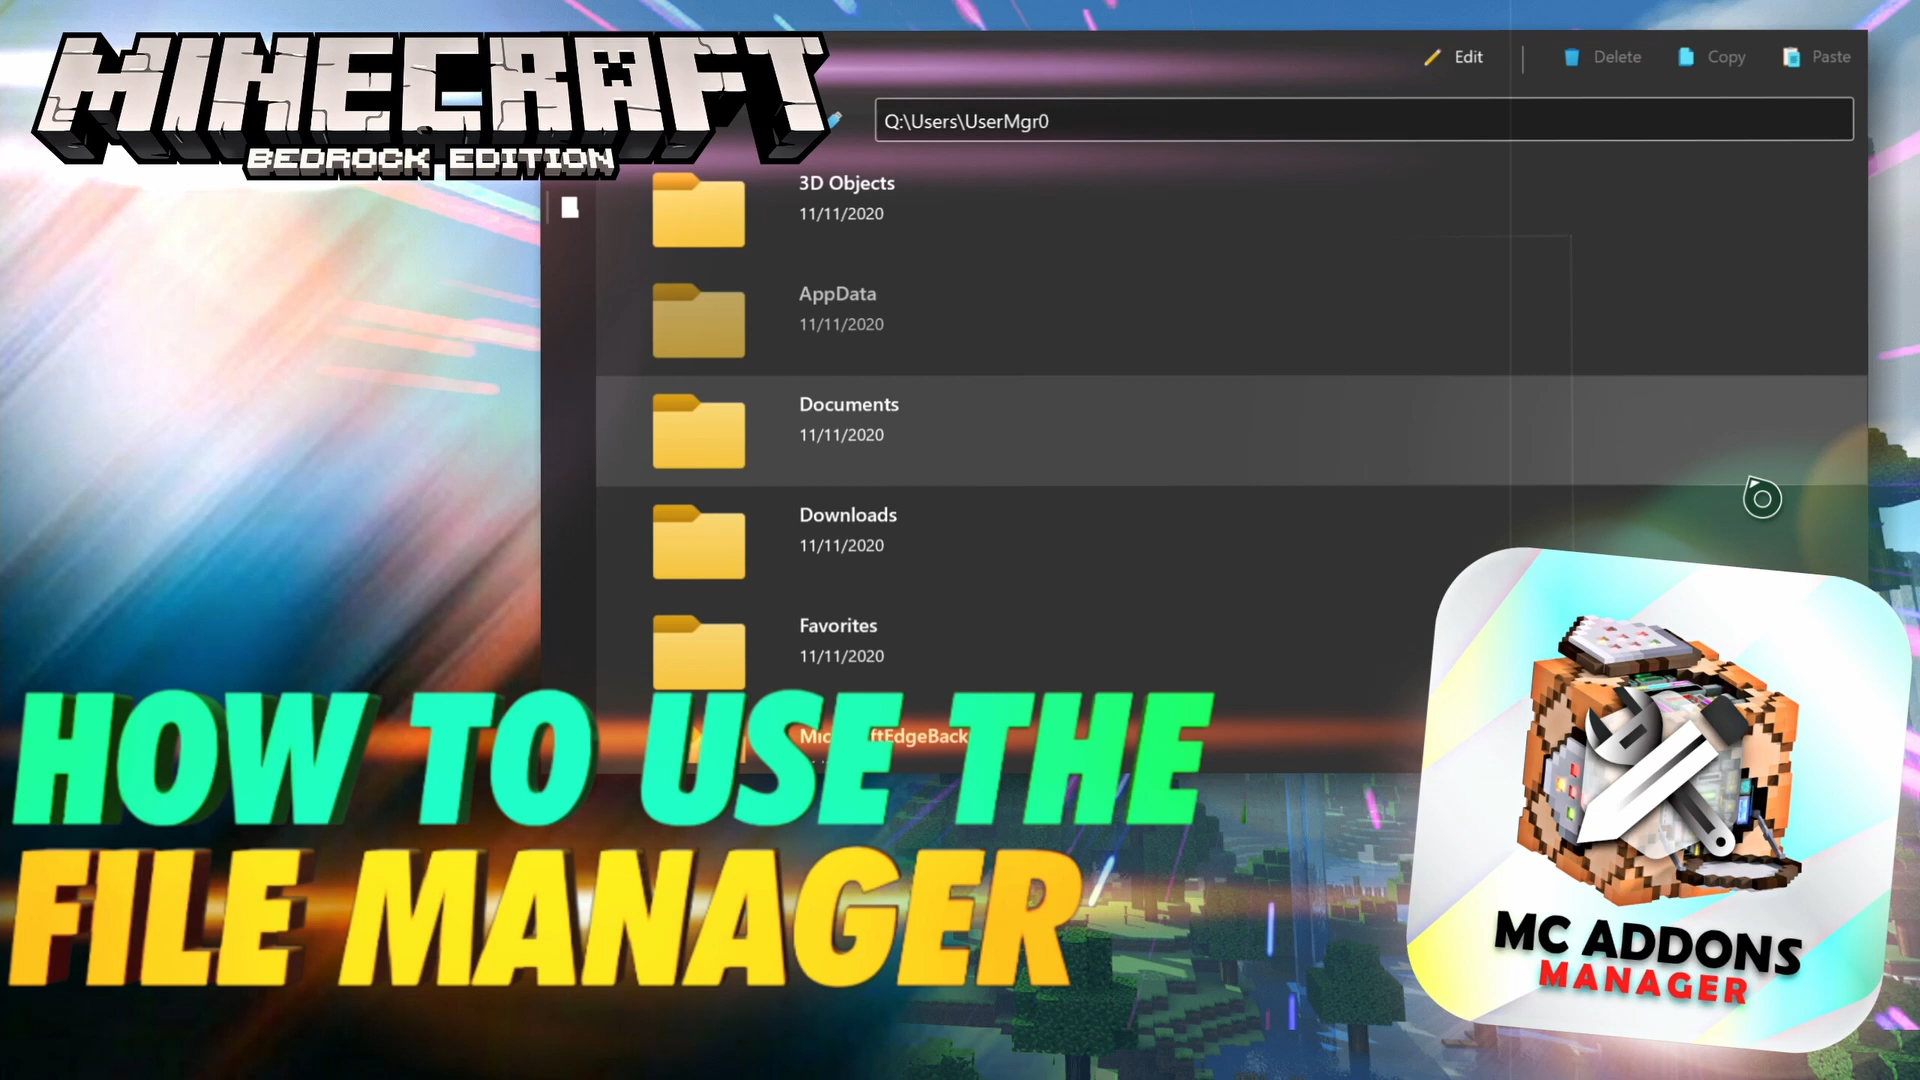 MINECRAFT
BEDROCK EDITION
Edit
Delete
Copy
Paste
Q:\Users\UserMgr0
3D Objects
11/11/2020
AppData
11/11/2020
Documents
11/11/2020
Downloads
11/11/2020
Favorites
11/11/2020
HOW TO USE THE
FILE MANAGER
MC ADDONS
MANAGER